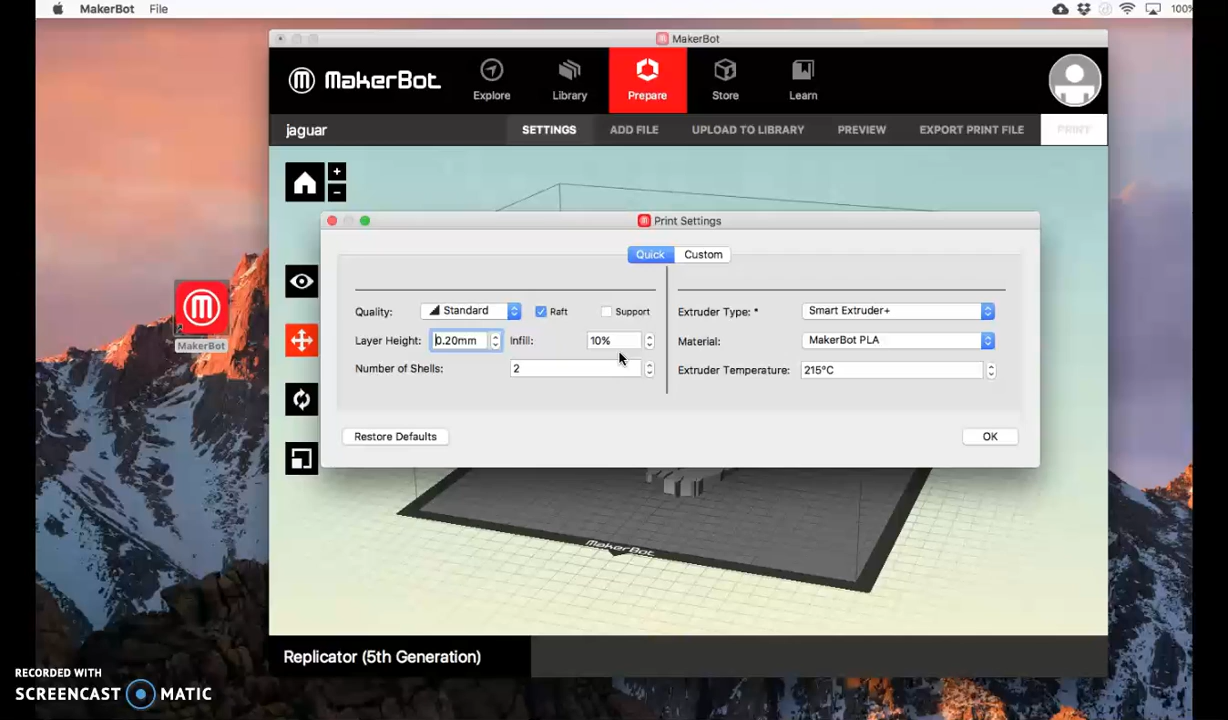 MakerBot File 100%
MakerBot
MakerBot Explore Library Prepare Store Learn
jaguar SETTINGS ADD FILE UPLOAD TO LIBRARY PREVIEW EXPORT PRINT FILE PRINT
+
-
Print Settings
Quick Custom
Quality: Standard Raft Support Extruder Type: * Smart Extruder+
Layer Height: 0.20mm Infill: 10% Material: MakerBot PLA
Number of Shells: 2 Extruder Temperature: 215°C
MakerBot
Restore Defaults OK
MakerBot
Replicator (5th Generation)
RECORDED WITH
SCREENCAST MATIC